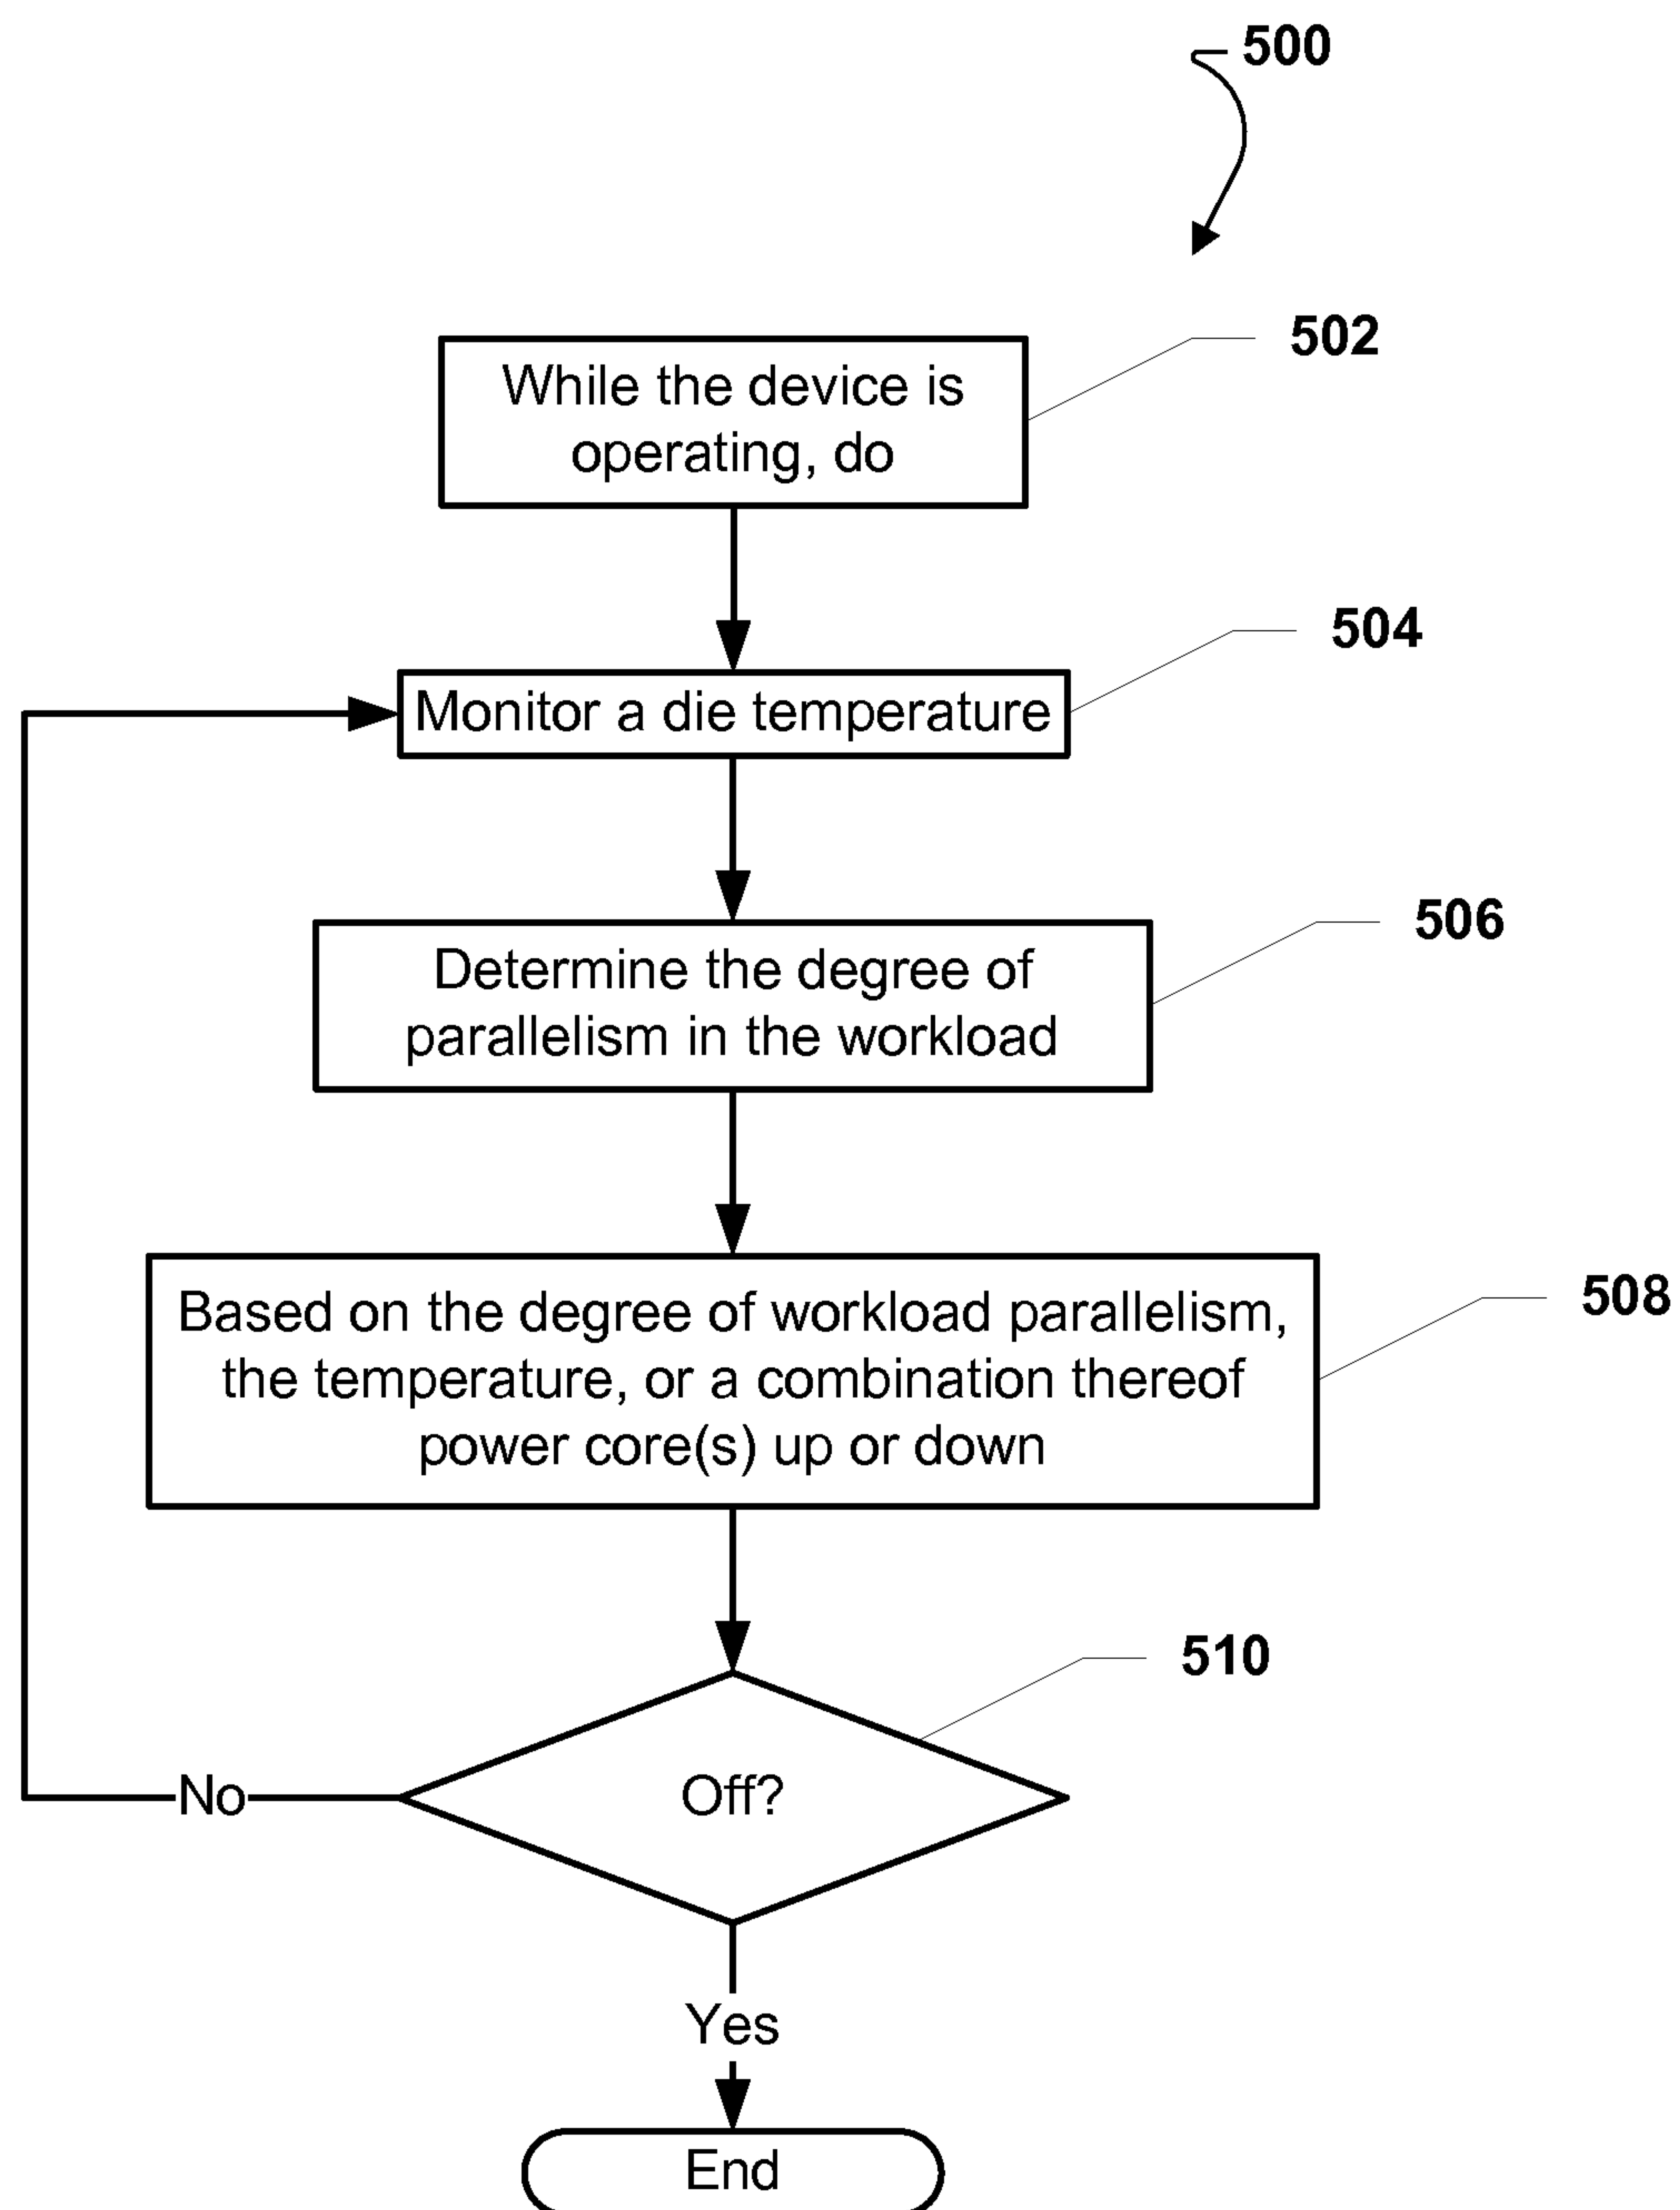 500
502
While the device is
operating, do
504
Monitor a die temperature
506
Determine the degree of
parallelism in the workload
508
Based on the degree of workload parallelism,
the temperature, or a combination thereof
power core(s) up or down
510
Off?
No
Yes
End